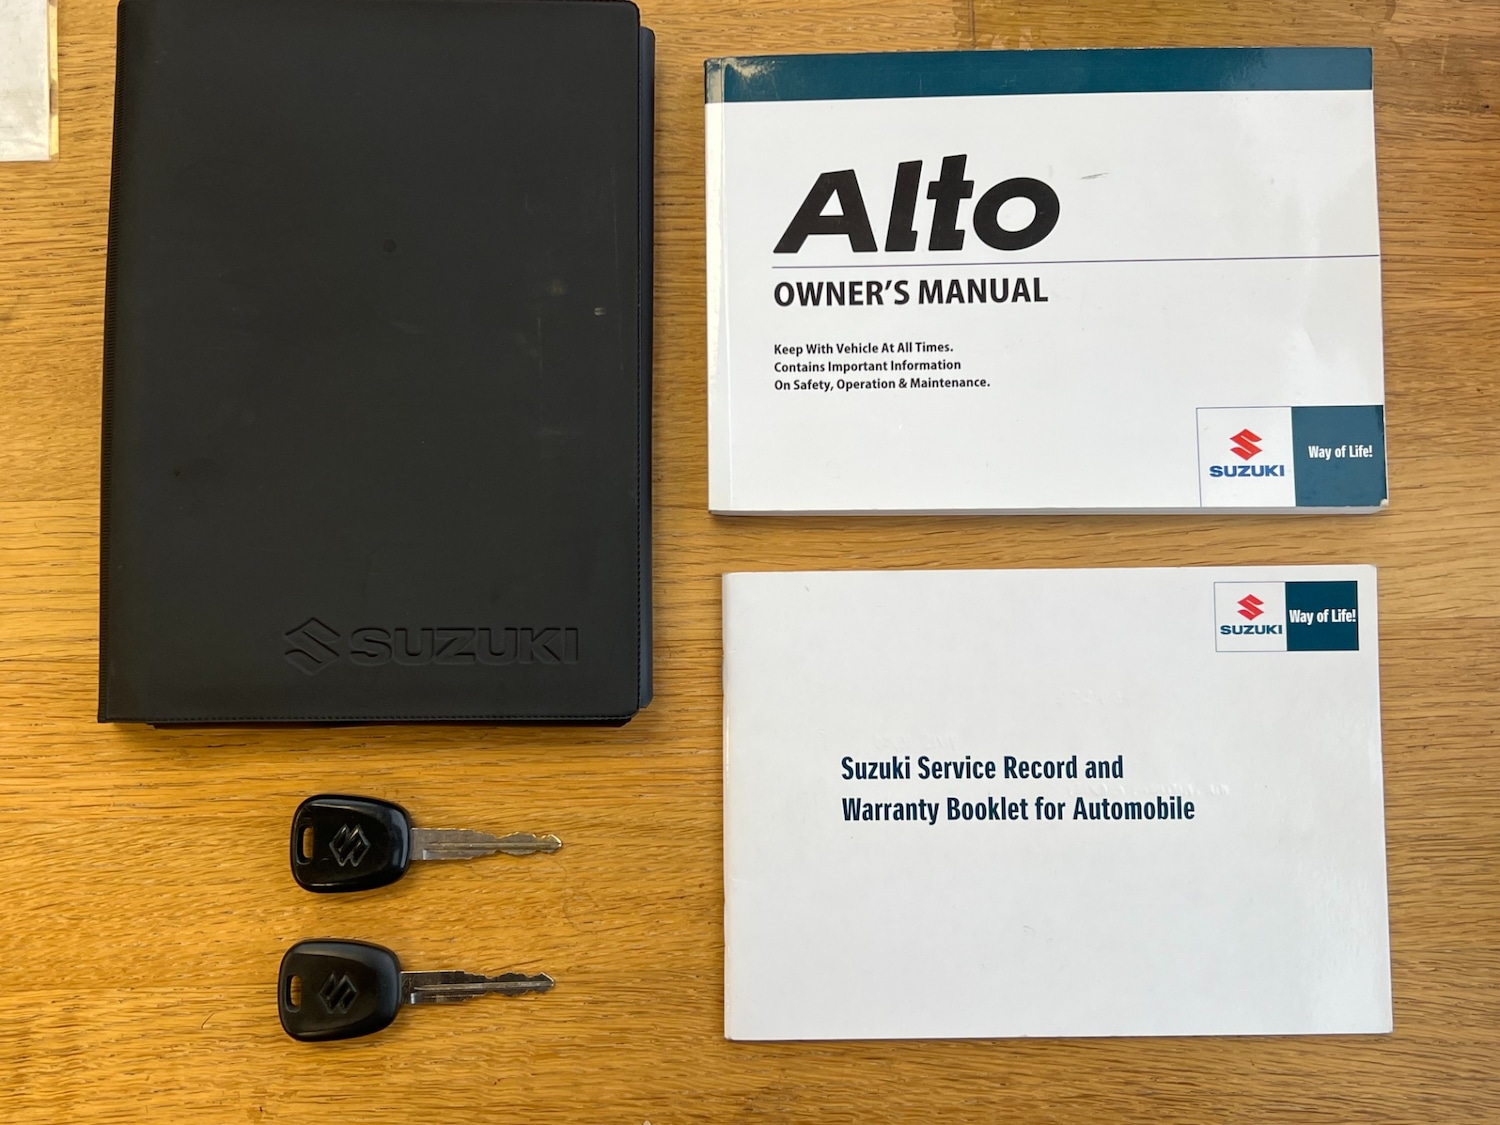 SUZUKI
Alto
OWNER'S MANUAL
Keep With Vehicle At All Times.
Contains Important Information
On Safety, Operation & Maintenance.
SUZUKI
Way of Life!
SUZUKI
Way of Life!
Suzuki Service Record and
Warranty Booklet for Automobile